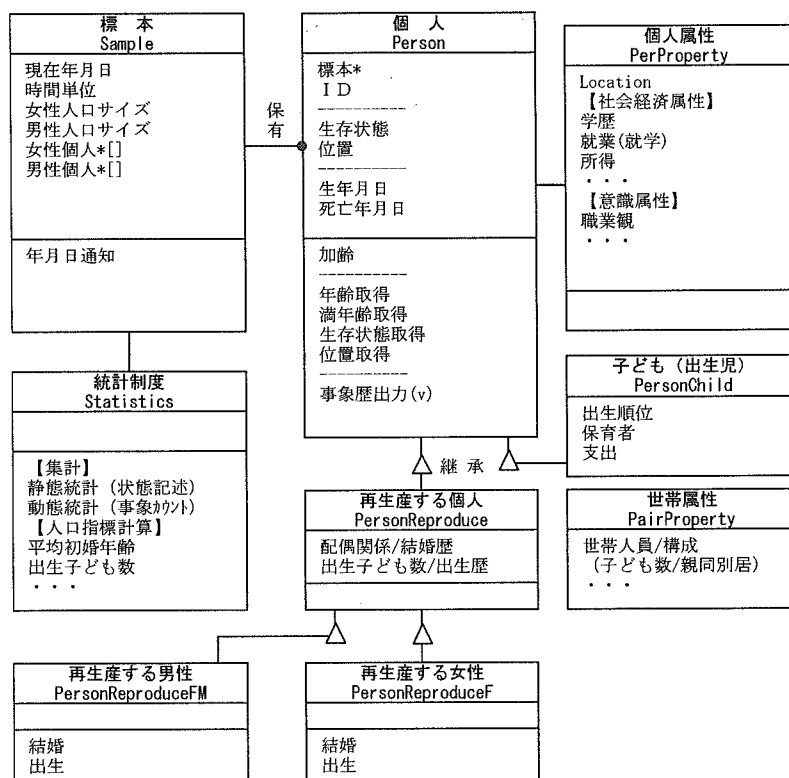 標 本
Sample
現在年月日
時間単位
女性人口サイズ
男性人口サイズ
女性個人*[]
男性個人*[]
年月日通知
保
有
個 人
Person
標本*
ＩＤ
----------
生存状態
位置
----------
生年月日
死亡年月日
加齢
----------
年齢取得
満年齢取得
生存状態取得
位置取得
----------
事象歴出力(v)
個人属性
PerProperty
Location
【社会経済属性】
学歴
就業(就学)
所得
・・・
【意識属性】
職業観
・・・
統計制度
Statistics
【集計】
静態統計（状態記述）
動態統計（事象ｶｳﾝﾄ）
【人口指標計算】
平均初婚年齢
出生子ども数
・・・
子ども（出生児）
PersonChild
出生順位
保育者
支出
継 承
再生産する個人
PersonReproduce
配偶関係/結婚歴
出生子ども数/出生歴
世帯属性
PairProperty
世帯人員/構成
（子ども数/親同別居）
・・・
再生産する男性
PersonReproduceFM
結婚
出生
再生産する女性
PersonReproduceF
結婚
出生